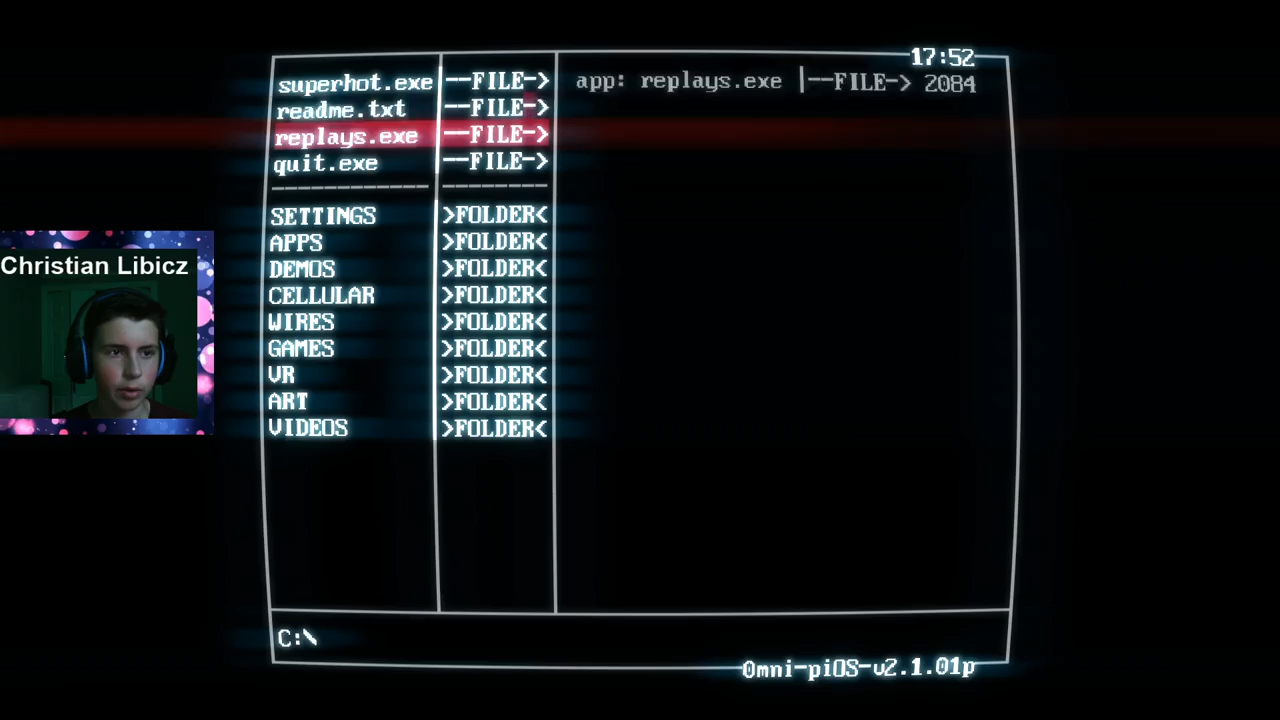 17:52
superhot.exe --FILE-> app: replays.exe |--FILE-> 2084
readme.txt --FILE->
replays.exe --FILE->
quit.exe --FILE->
SETTINGS >FOLDER<
APPS >FOLDER<
DEMOS >FOLDER<
CELLULAR >FOLDER<
WIRES >FOLDER<
GAMES >FOLDER<
VR >FOLDER<
ART >FOLDER<
VIDEOS >FOLDER<
Christian Libicz
C:\
Omni-piOS-v2.1.01p